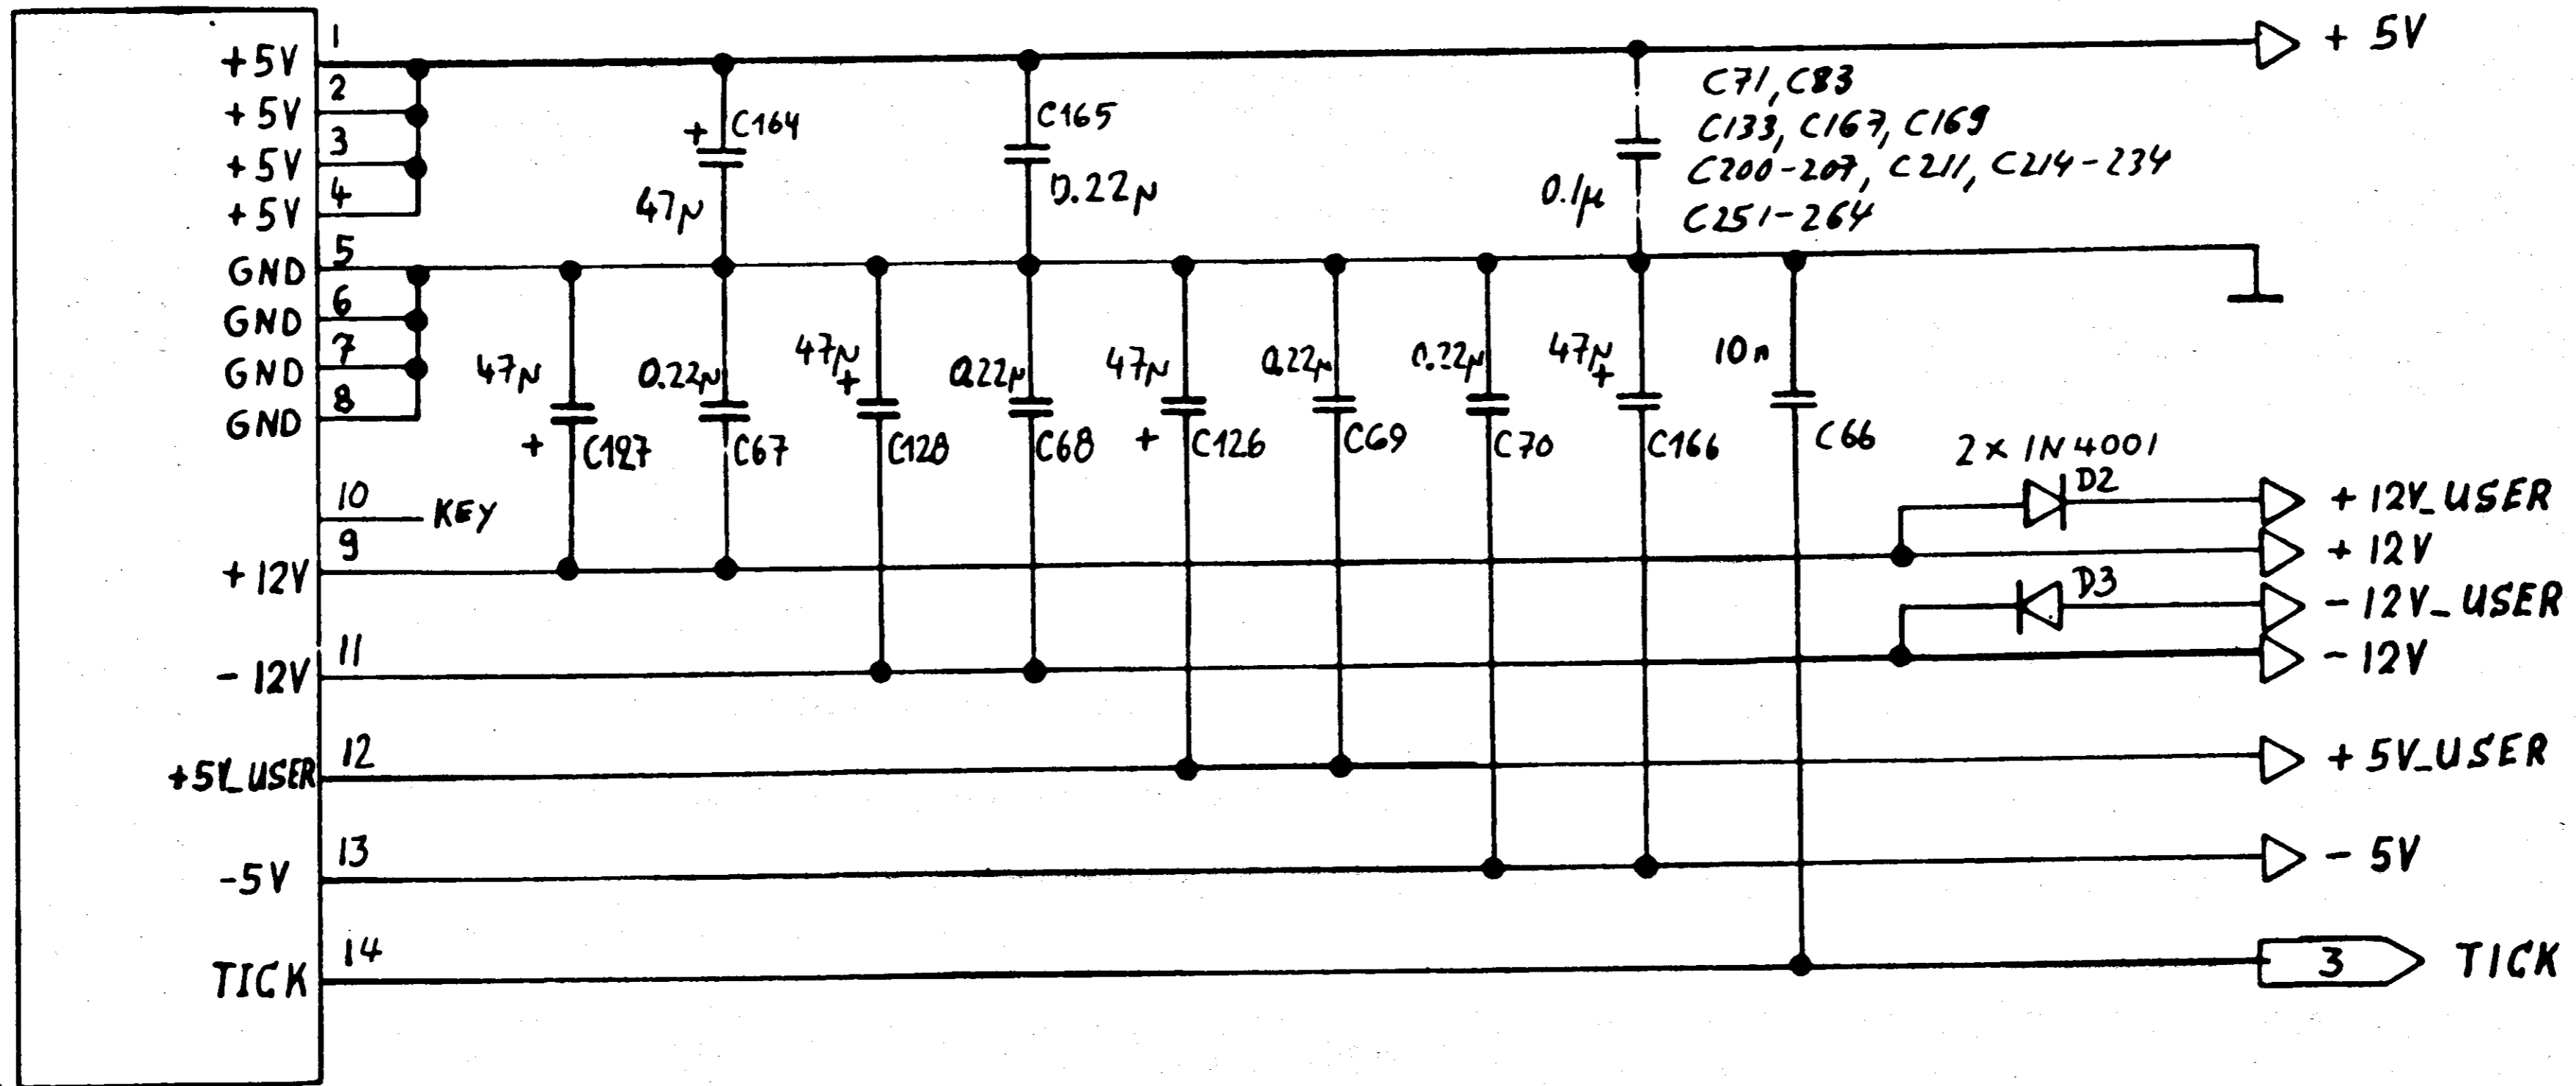 1
+5V
+ 5V
2
+5V
3
+5V
4
+5V
5
GND
6
GND
7
GND
8
GND
+ C164
47µ
C165
0.22µ
0.1µ
C71, C83
C133, C167, C169
C200-207, C211, C214-234
C251-264
47µ
+ C127
0.22µ
C67
47µ
+
C128
0.22µ
C68
47µ
+ C126
0.22µ
C69
0.22µ
C70
47µ
+
C166
10n
C66
2 x 1N4001
D2
+ 12V_USER
10
KEY
9
+12V
+ 12V
D3
- 12V_USER
11
-12V
- 12V
12
+5V_USER
+ 5V_USER
13
-5V
- 5V
14
TICK
3 TICK